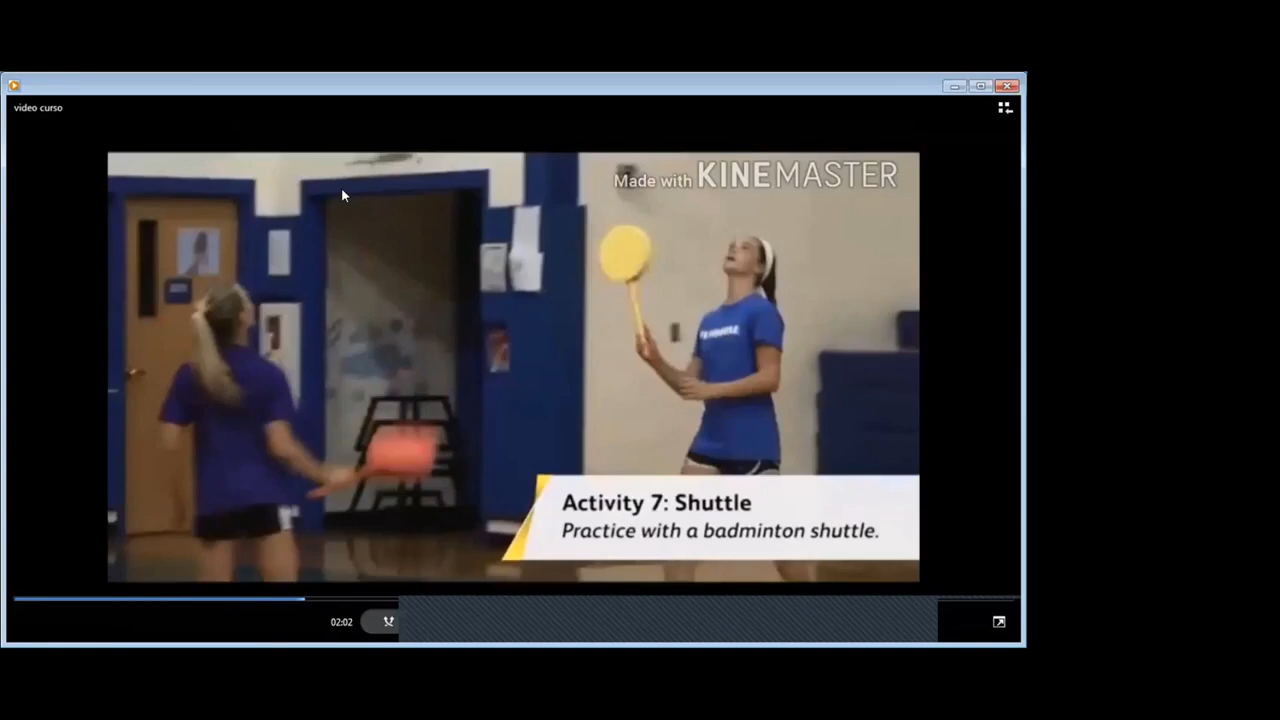 video curso
Made with KINEMASTER
Activity 7: Shuttle
Practice with a badminton shuttle.
02:02